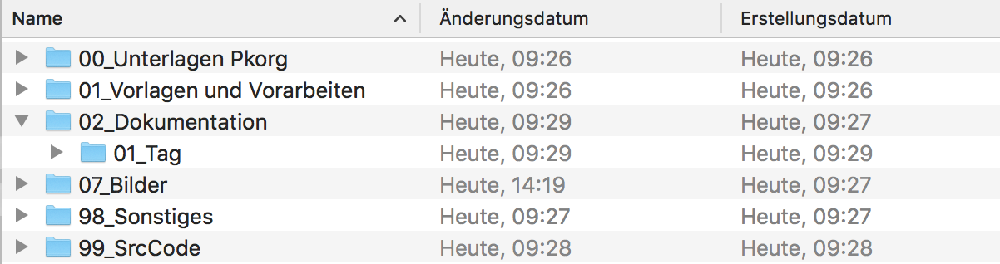 Name Änderungsdatum Erstellungsdatum
00_Unterlagen Pkorg Heute, 09:26 Heute, 09:26
01_Vorlagen und Vorarbeiten Heute, 09:26 Heute, 09:26
02_Dokumentation Heute, 09:29 Heute, 09:27
01_Tag Heute, 09:29 Heute, 09:29
07_Bilder Heute, 14:19 Heute, 09:27
98_Sonstiges Heute, 09:27 Heute, 09:27
99_SrcCode Heute, 09:28 Heute, 09:28